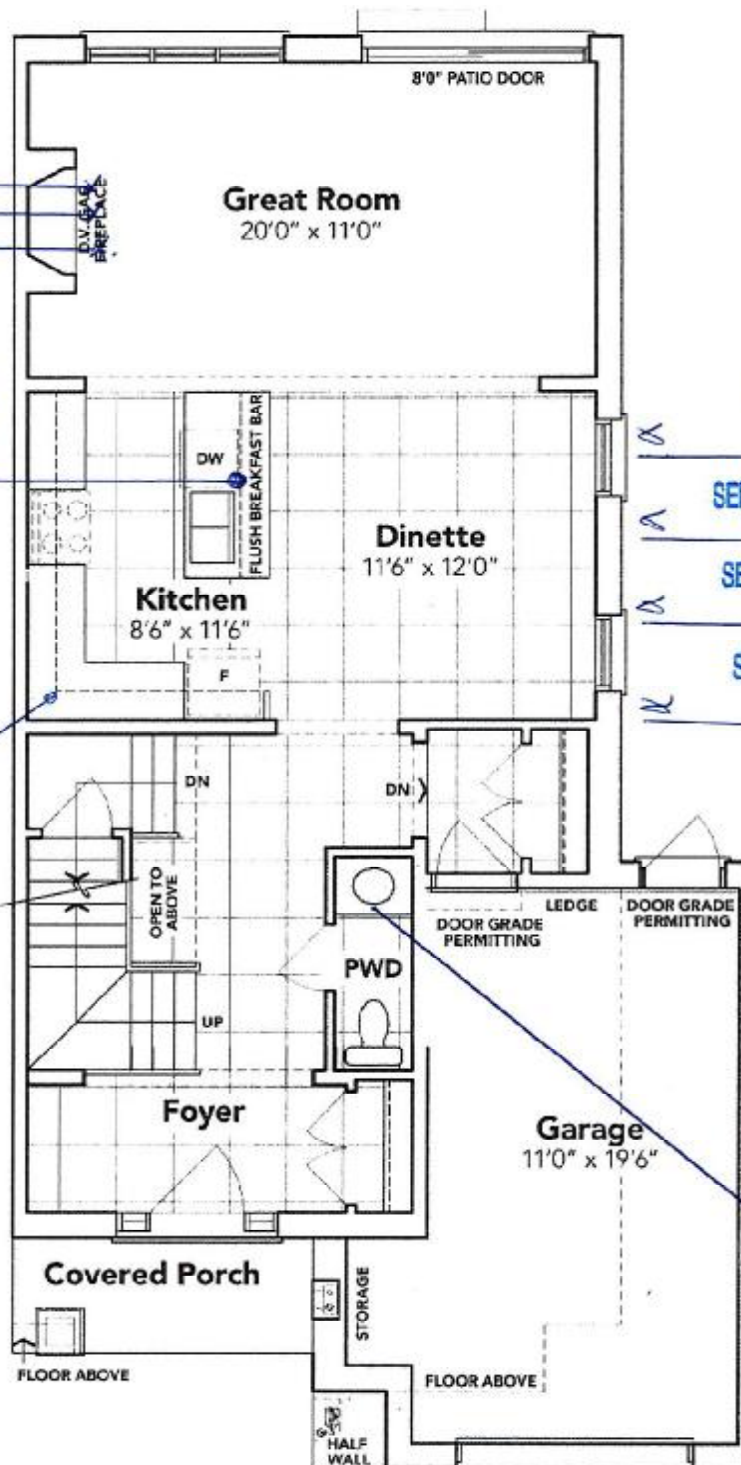 8'0" PATIO DOOR
D.V. GAS
FIREPLACE
Great Room
20'0" x 11'0"
DW
FLUSH BREAKFAST BAR
Dinette
11'6" x 12'0"
Kitchen
8'6" x 11'6"
F
DN
DN
OPEN TO
ABOVE
LEDGE
DOOR GRADE
PERMITTING
DOOR GRADE
PERMITTING
PWD
UP
Foyer
Garage
11'0" x 19'6"
Covered Porch
STORAGE
FLOOR ABOVE
FLOOR ABOVE
HALF
WALL